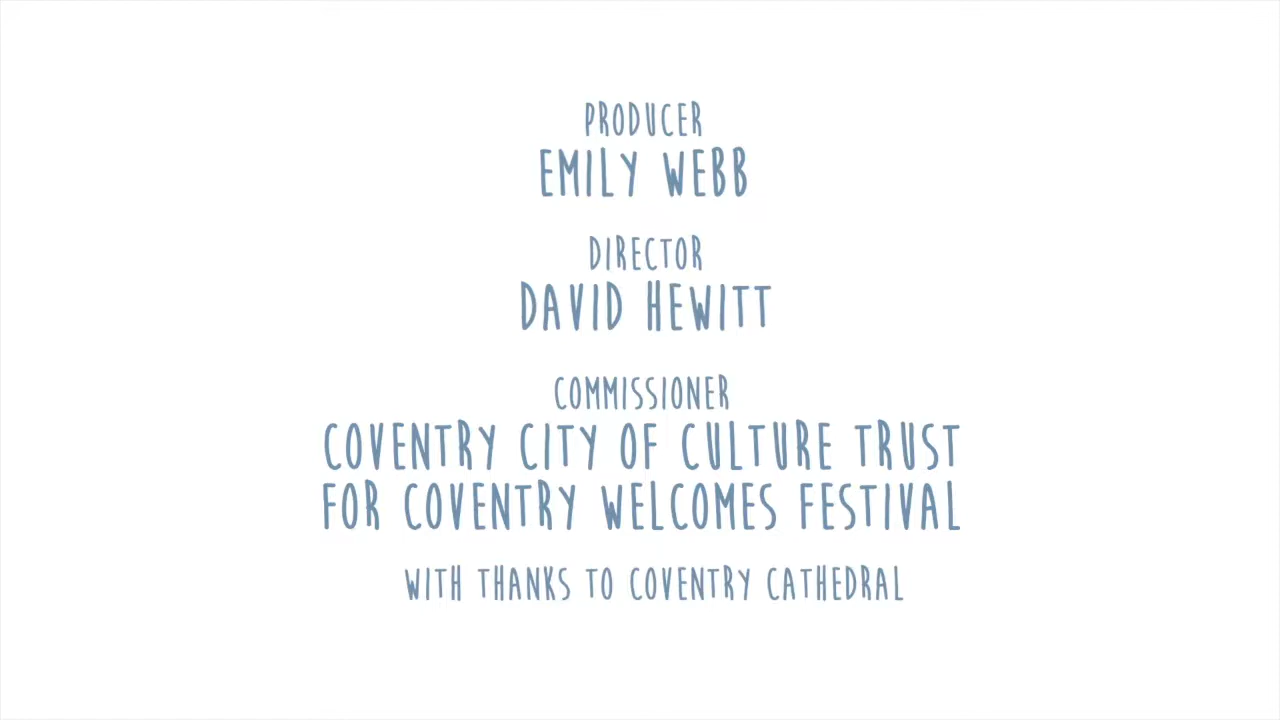 PRODUCER
EMILY WEBB
DIRECTOR
DAVID HEWITT
COMMISSIONER
COVENTRY CITY OF CULTURE TRUST
FOR COVENTRY WELCOMES FESTIVAL
WITH THANKS TO COVENTRY CATHEDRAL